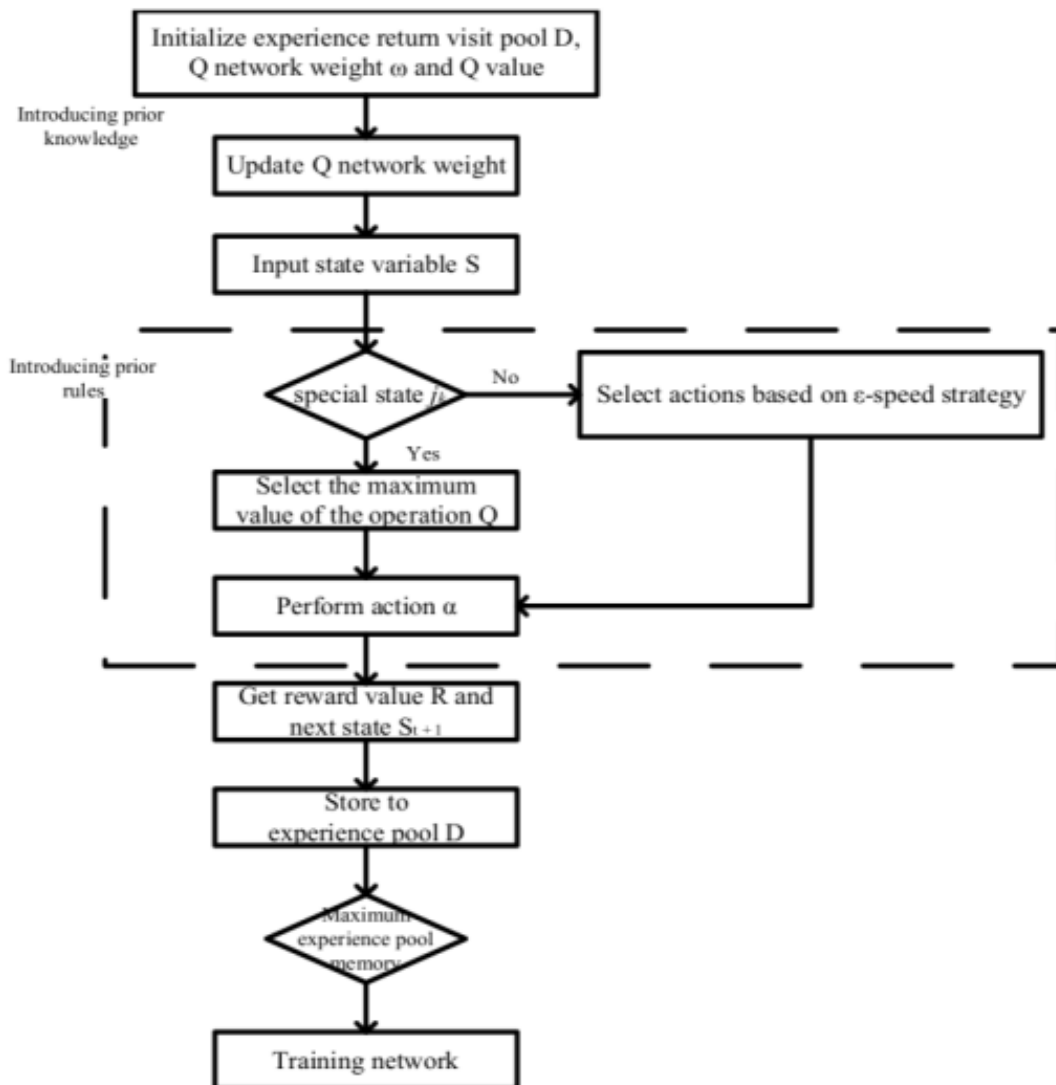 Initialize experience return visit pool D,
Q network weight ω and Q value
Introducing prior
knowledge
Update Q network weight
Input state variable S
Introducing prior
rules
special state jₖ
No
Select actions based on ε-speed strategy
Yes
Select the maximum
value of the operation Q
Perform action α
Get reward value R and
next state Sₜ₊₁
Store to
experience pool D
Maximum
experience pool
memory
Training network